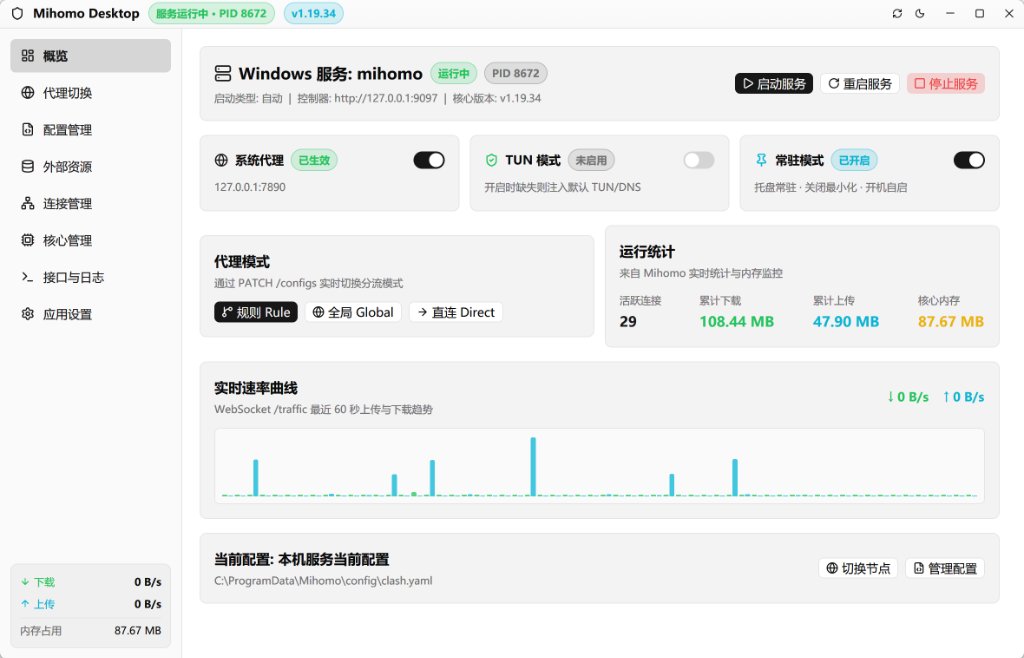 Mihomo Desktop 服务运行中 • PID 8672 v1.19.34
概览
代理切换
配置管理
外部资源
连接管理
核心管理
接口与日志
应用设置
↓ 下载 0 B/s
↑ 上传 0 B/s
内存占用 87.67 MB
Windows 服务: mihomo 运行中 PID 8672
启动类型: 自动 | 控制器: http://127.0.0.1:9097 | 核心版本: v1.19.34
启动服务 重启服务 停止服务
系统代理 已生效
127.0.0.1:7890
TUN 模式 未启用
开启时缺失则注入默认 TUN/DNS
常驻模式 已开启
托盘常驻 · 关闭最小化 · 开机自启
代理模式
通过 PATCH /configs 实时切换分流模式
规则 Rule 全局 Global → 直连 Direct
运行统计
来自 Mihomo 实时统计与内存监控
活跃连接 累计下载 累计上传 核心内存
29 108.44 MB 47.90 MB 87.67 MB
实时速率曲线
WebSocket /traffic 最近 60 秒上传与下载趋势
↓ 0 B/s ↑ 0 B/s
当前配置: 本机服务当前配置
C:\ProgramData\Mihomo\config\clash.yaml
切换节点 管理配置